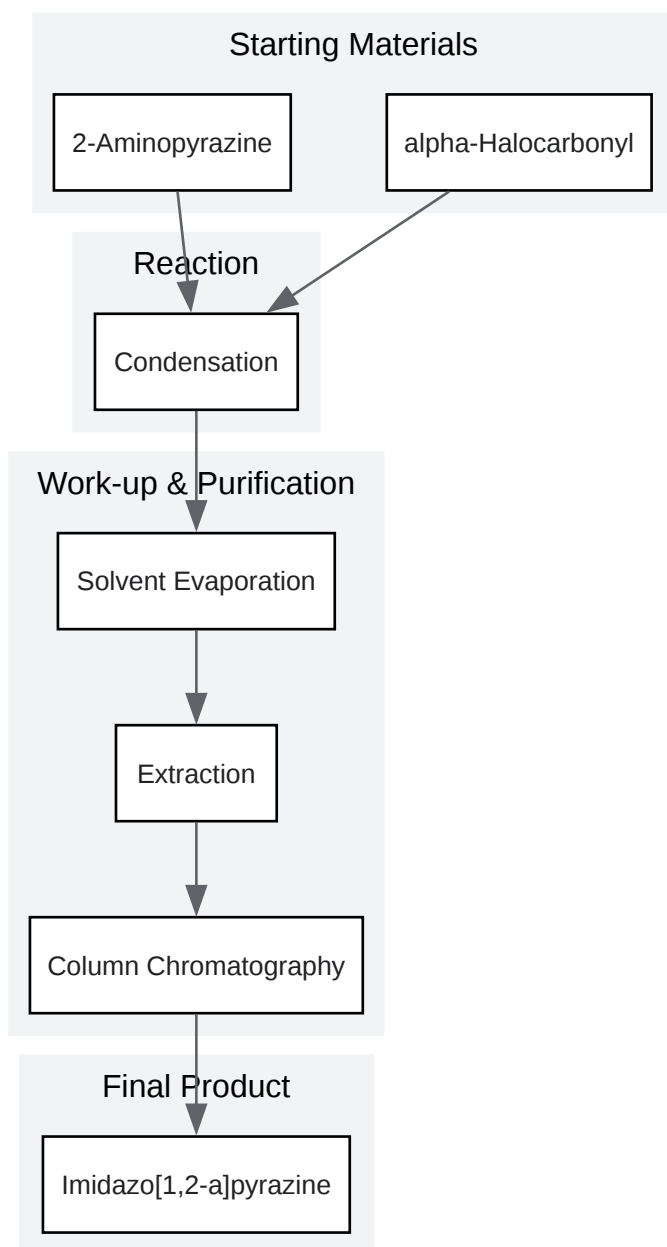 Starting Materials
2-Aminopyrazine
alpha-Halocarbonyl
Reaction
Condensation
Work-up & Purification
Solvent Evaporation
Extraction
Column Chromatography
Final Product
Imidazo[1,2-a]pyrazine